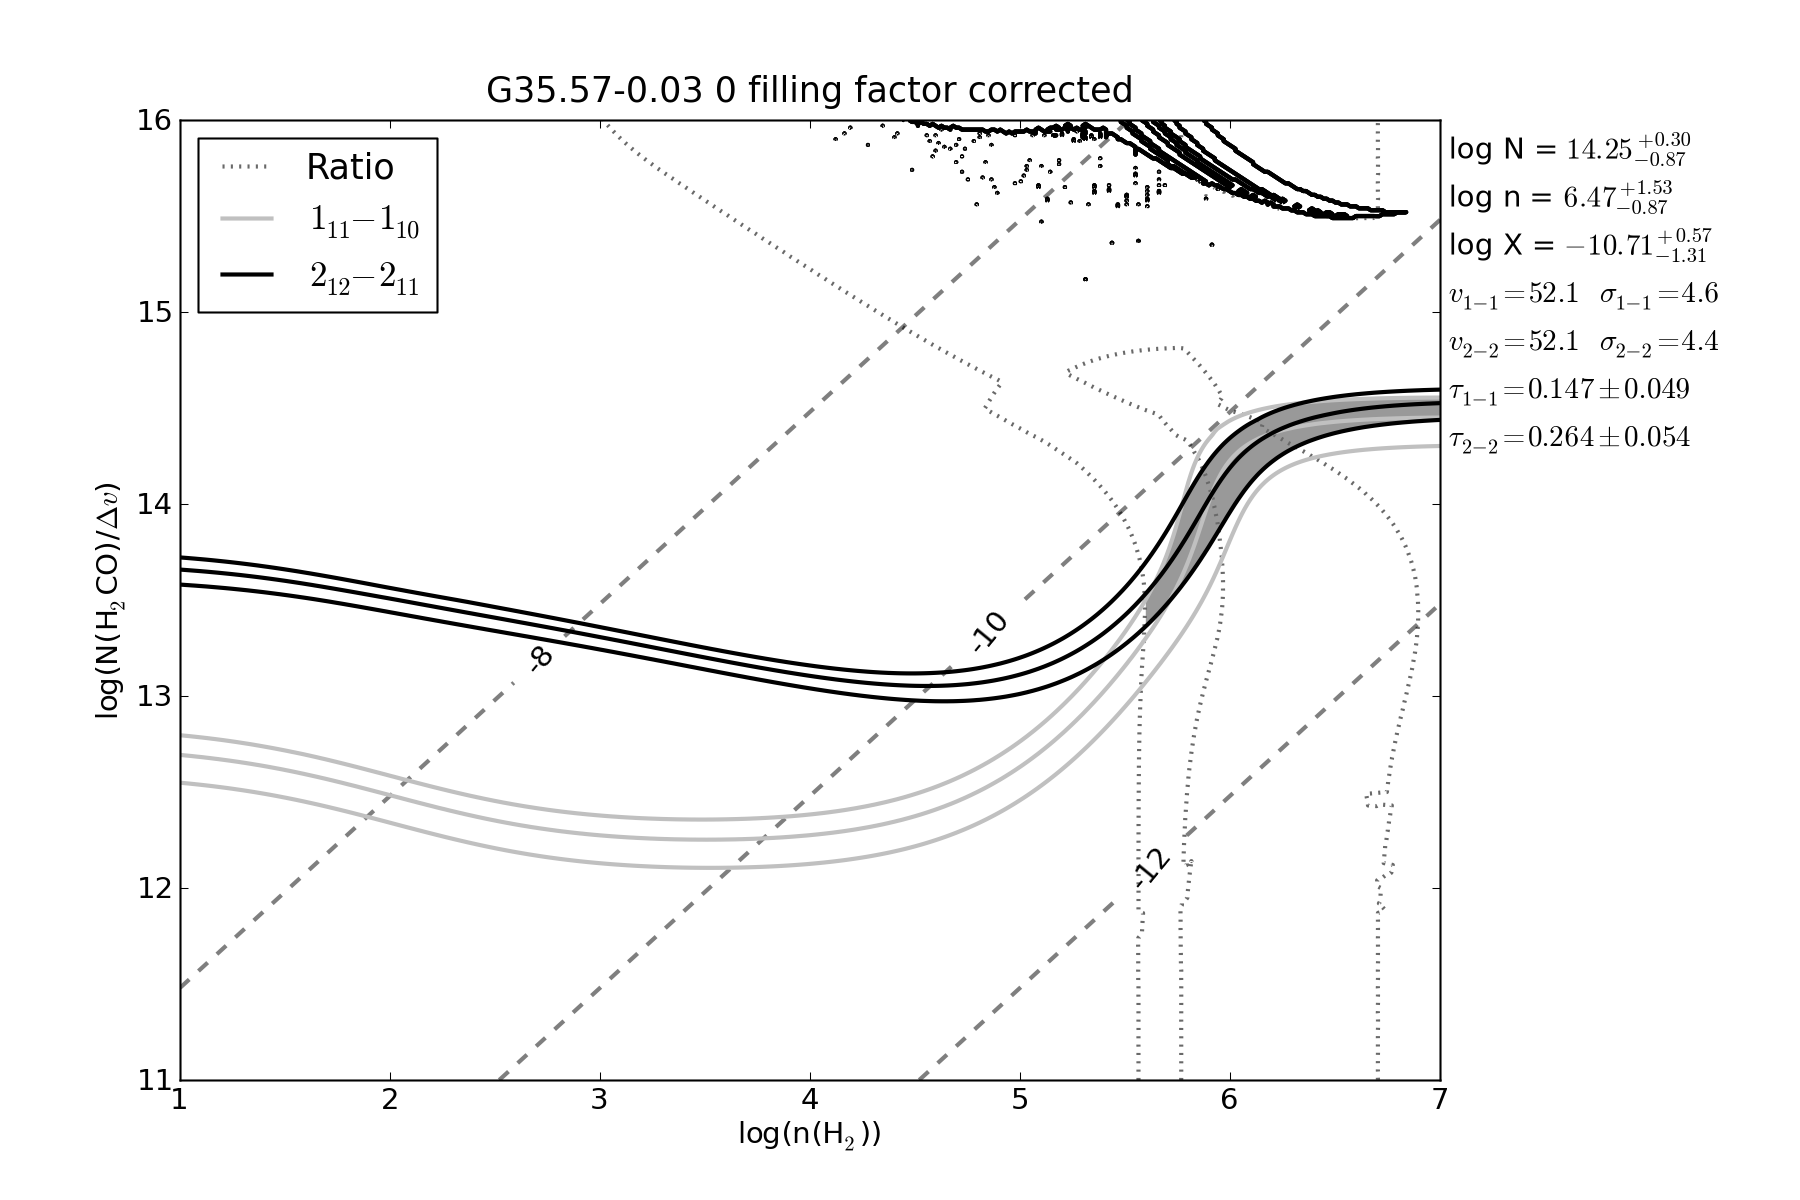 G35.57-0.03 0 filling factor corrected
16
15
14
13
12
11
log(N(H₂CO)/Δv)
Ratio
1₁₁−1₁₀
2₁₂−2₁₁
-8
-10
-12
1 2 3 4 5 6 7
log(n(H₂))
log N = 14.25 +0.30 −0.87
log n = 6.47 +1.53 −0.87
log X = −10.71 +0.57 −1.31
v₁₋₁=52.1 σ₁₋₁=4.6
v₂₋₂=52.1 σ₂₋₂=4.4
τ₁₋₁=0.147±0.049
τ₂₋₂=0.264±0.054